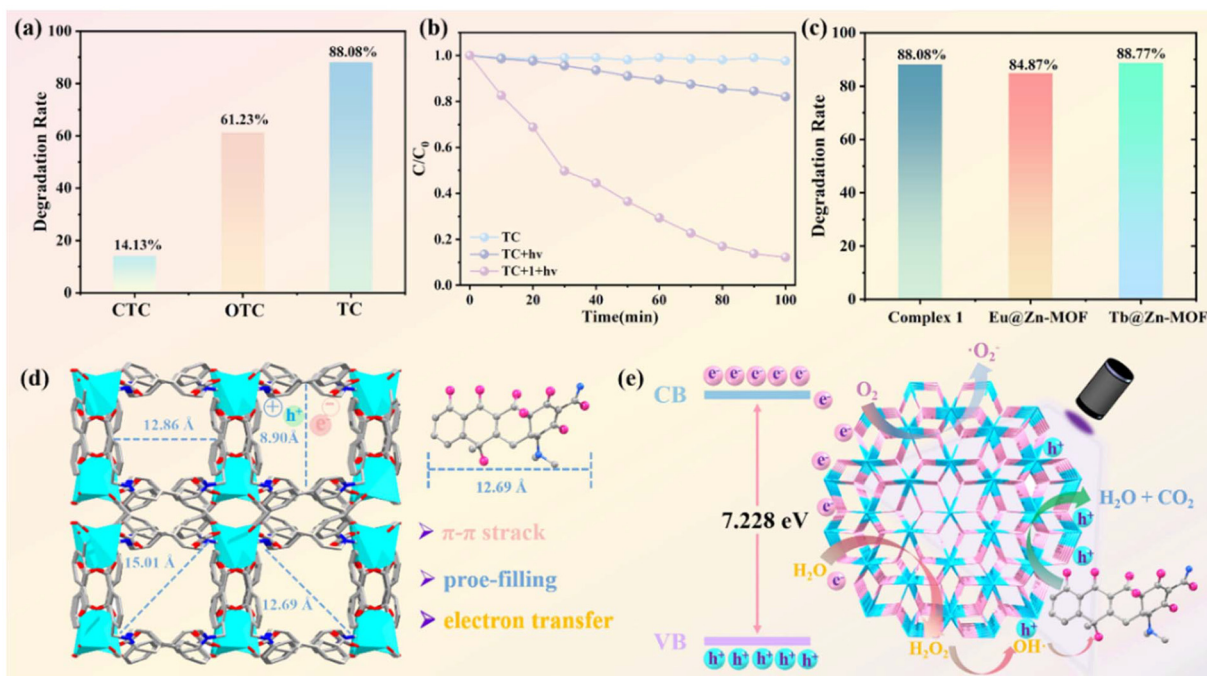 (a)
100
80
60
40
20
0
Degradation Rate
14.13%
61.23%
88.08%
CTC
OTC
TC
(b)
1.0
0.8
0.6
0.4
0.2
0.0
C/C₀
TC
TC+hv
TC+1+hv
0
20
40
60
80
100
Time(min)
(c)
100
80
60
40
20
0
Degradation Rate
88.08%
84.87%
88.77%
Complex 1
Eu@Zn-MOF
Tb@Zn-MOF
(d)
12.86 Å
8.90Å
+
h⁺
−
e⁻
15.01 Å
12.69 Å
12.69 Å
π-π strack
proe-filling
electron transfer
(e)
CB
e⁻ e⁻ e⁻ e⁻ e⁻
e⁻
e⁻
e⁻
e⁻
e⁻
e⁻
7.228 eV
VB
h⁺ h⁺ h⁺ h⁺ h⁺
O₂
·O₂⁻
h⁺
h⁺
h⁺
h⁺
H₂O + CO₂
H₂O
H₂O₂
OH·